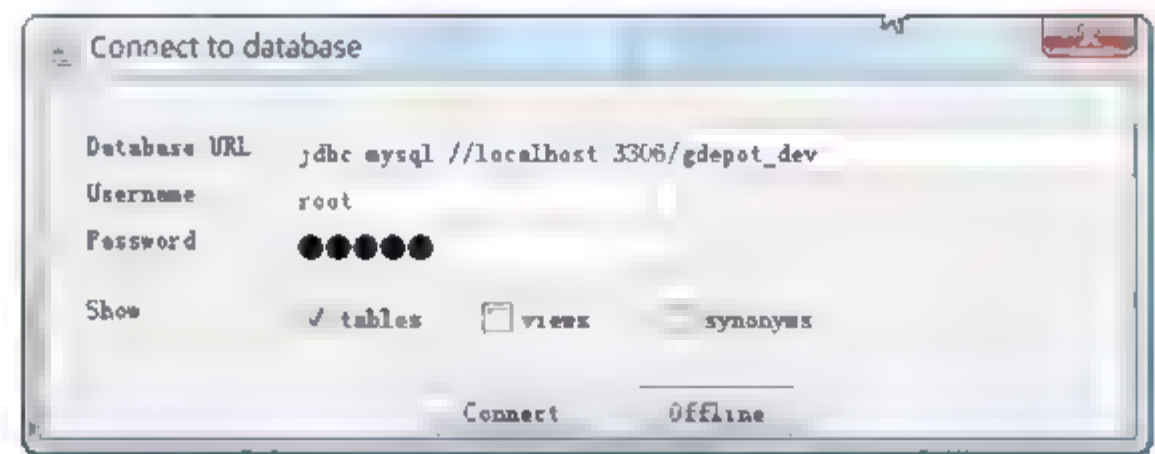 Connect to database
Database URL jdbc mysql //localhost 3306/gdepot_dev
Username root
Password ●●●●●
Show ✓ tables views synonyms
Connect Offline